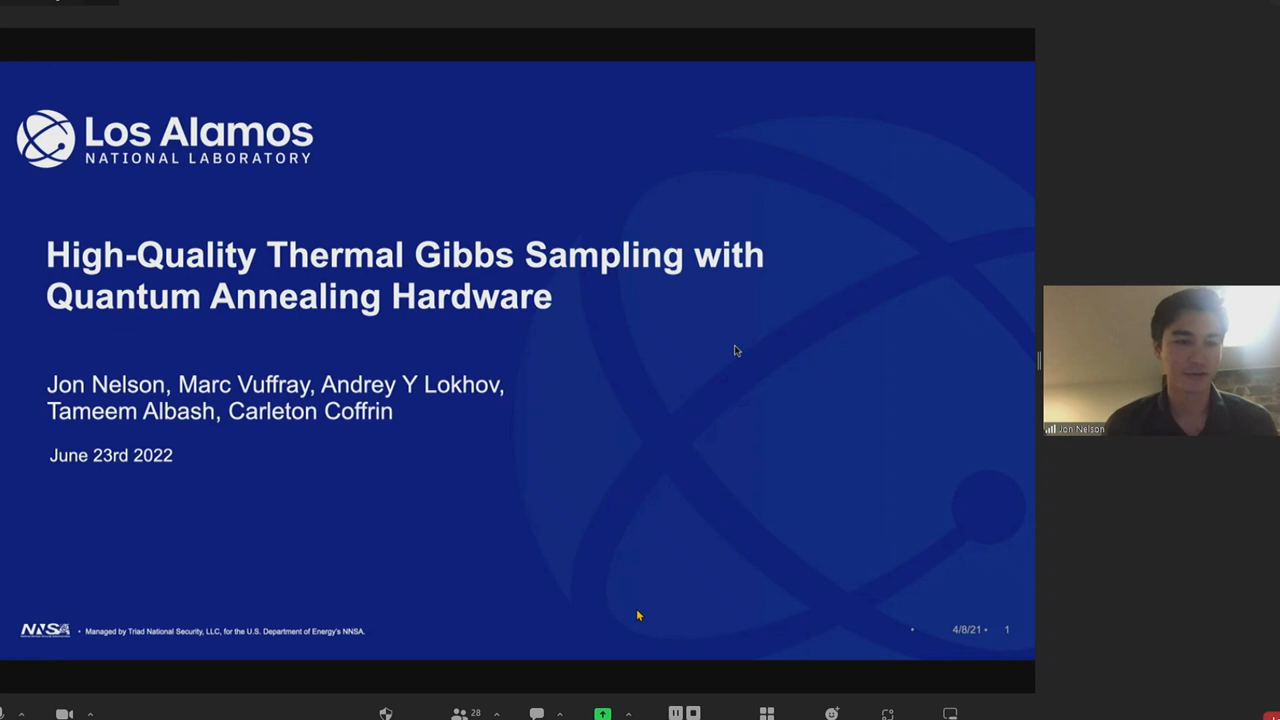 Los Alamos
NATIONAL LABORATORY
High-Quality Thermal Gibbs Sampling with
Quantum Annealing Hardware
Jon Nelson, Marc Vuffray, Andrey Y Lokhov,
Tameem Albash, Carleton Coffrin
June 23rd 2022
Jon Nelson
NNSA
• Managed by Triad National Security, LLC, for the U.S. Department of Energy's NNSA.
• 4/8/21 • 1
28